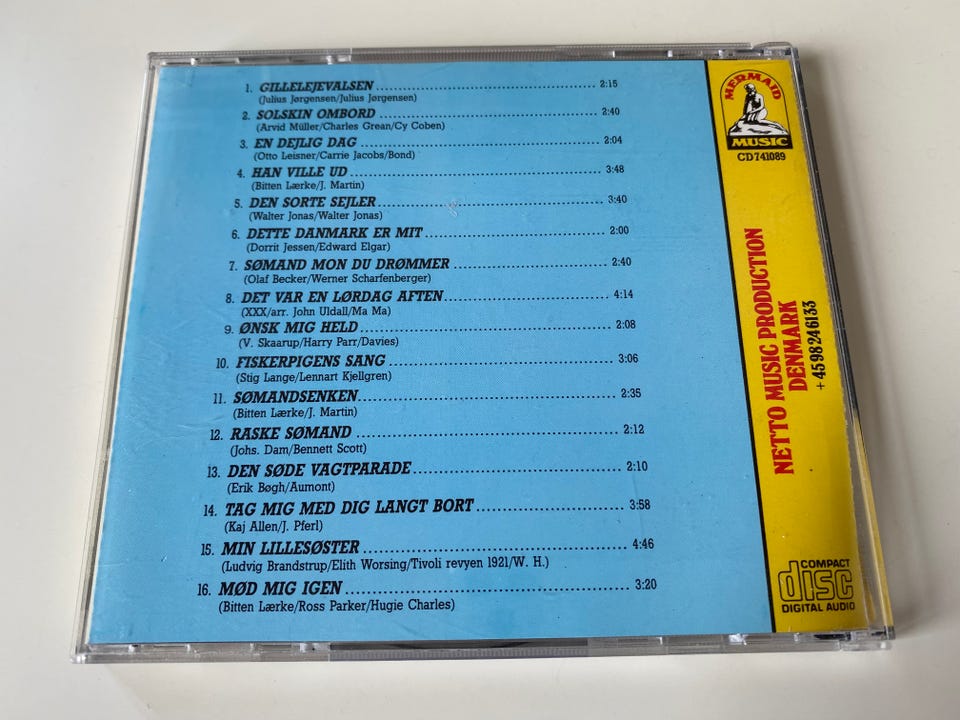 1. GILLELEJEVALSEN 2:15
(Julius Jørgensen/Julius Jørgensen)
2. SOLSKIN OMBORD 2:40
(Arvid Müller/Charles Grean/Cy Coben)
3. EN DEJLIG DAG 2:04
(Otto Leisner/Carrie Jacobs/Bond)
4. HAN VILLE UD 3:48
(Bitten Lærke/J. Martin)
5. DEN SORTE SEJLER 3:40
(Walter Jonas/Walter Jonas)
6. DETTE DANMARK ER MIT 2:00
(Dorrit Jessen/Edward Elgar)
7. SØMAND MON DU DRØMMER 2:40
(Olaf Becker/Werner Scharfenberger)
8. DET VAR EN LØRDAG AFTEN 4:14
(XXX/arr. John Uldall/Ma Ma)
9. ØNSK MIG HELD 2:08
(V. Skaarup/Harry Parr/Davies)
10. FISKERPIGENS SANG 3:06
(Stig Lange/Lennart Kjellgren)
11. SØMANDSENKEN 2:35
(Bitten Lærke/J. Martin)
12. RASKE SØMAND 2:12
(Johs. Dam/Bennett Scott)
13. DEN SØDE VAGTPARADE 2:10
(Erik Bøgh/Aumont)
14. TAG MIG MED DIG LANGT BORT 3:58
(Kaj Allen/J. Pferl)
15. MIN LILLESØSTER 4:46
(Ludvig Brandstrup/Elith Worsing/Tivoli revyen 1921/W. H.)
16. MØD MIG IGEN 3:20
(Bitten Lærke/Ross Parker/Hugie Charles)
MERMAID
MUSIC
CD 741089
NETTO MUSIC PRODUCTION
DENMARK
+45 98 24 61 33
COMPACT
disc
DIGITAL AUDIO